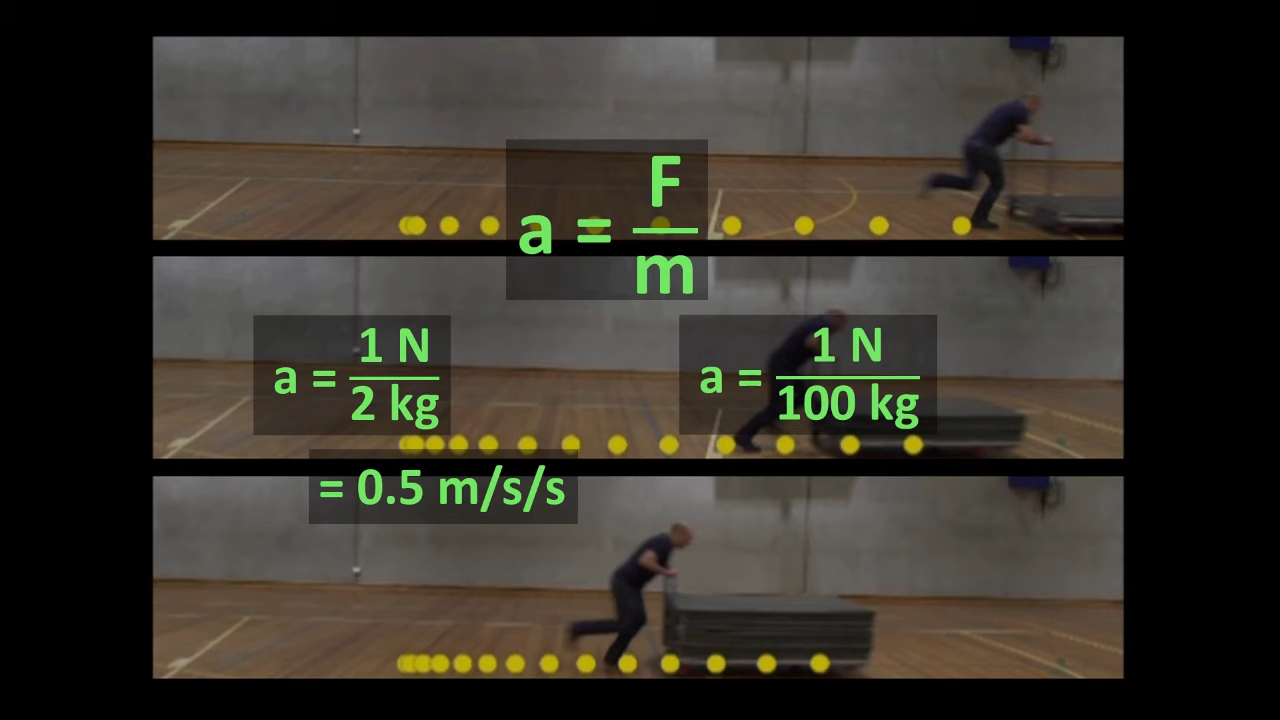 a = F/m
a = 1 N/2 kg
= 0.5 m/s/s
a = 1 N/100 kg